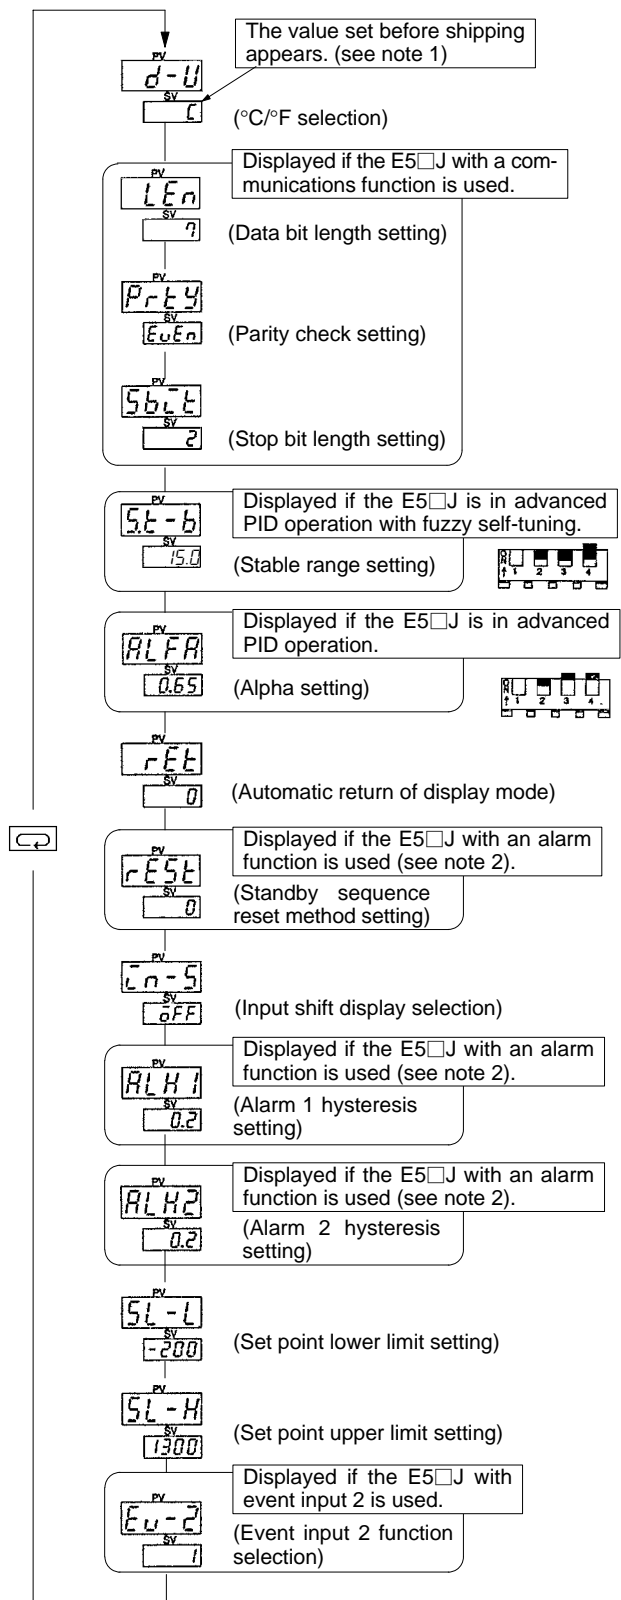 The value set before shipping
appears. (see note 1)
PV
d-U
SV
C
(°C/°F selection)
Displayed if the E5□J with a com-
munications function is used.
PV
LEn
SV
7
(Data bit length setting)
PV
PrtY
SV
EvEn
(Parity check setting)
PV
Sbit
SV
2
(Stop bit length setting)
Displayed if the E5□J is in advanced
PID operation with fuzzy self-tuning.
PV
S.t-b
SV
15.0
(Stable range setting)
ON
↑ 1 2 3 4
Displayed if the E5□J is in advanced
PID operation.
PV
ALFA
SV
0.65
(Alpha setting)
ON
↑ 1 2 3 4
PV
rEt
SV
0
(Automatic return of display mode)
Displayed if the E5□J with an alarm
function is used (see note 2).
PV
rESt
SV
0
(Standby sequence
reset method setting)
PV
in-S
SV
oFF
(Input shift display selection)
Displayed if the E5□J with an alarm
function is used (see note 2).
PV
ALH1
SV
0.2
(Alarm 1 hysteresis
setting)
Displayed if the E5□J with an alarm
function is used (see note 2).
PV
ALH2
SV
0.2
(Alarm 2 hysteresis
setting)
PV
SL-L
SV
-200
(Set point lower limit setting)
PV
SL-H
SV
1300
(Set point upper limit setting)
Displayed if the E5□J with
event input 2 is used.
PV
Ev-2
SV
1
(Event input 2 function
selection)